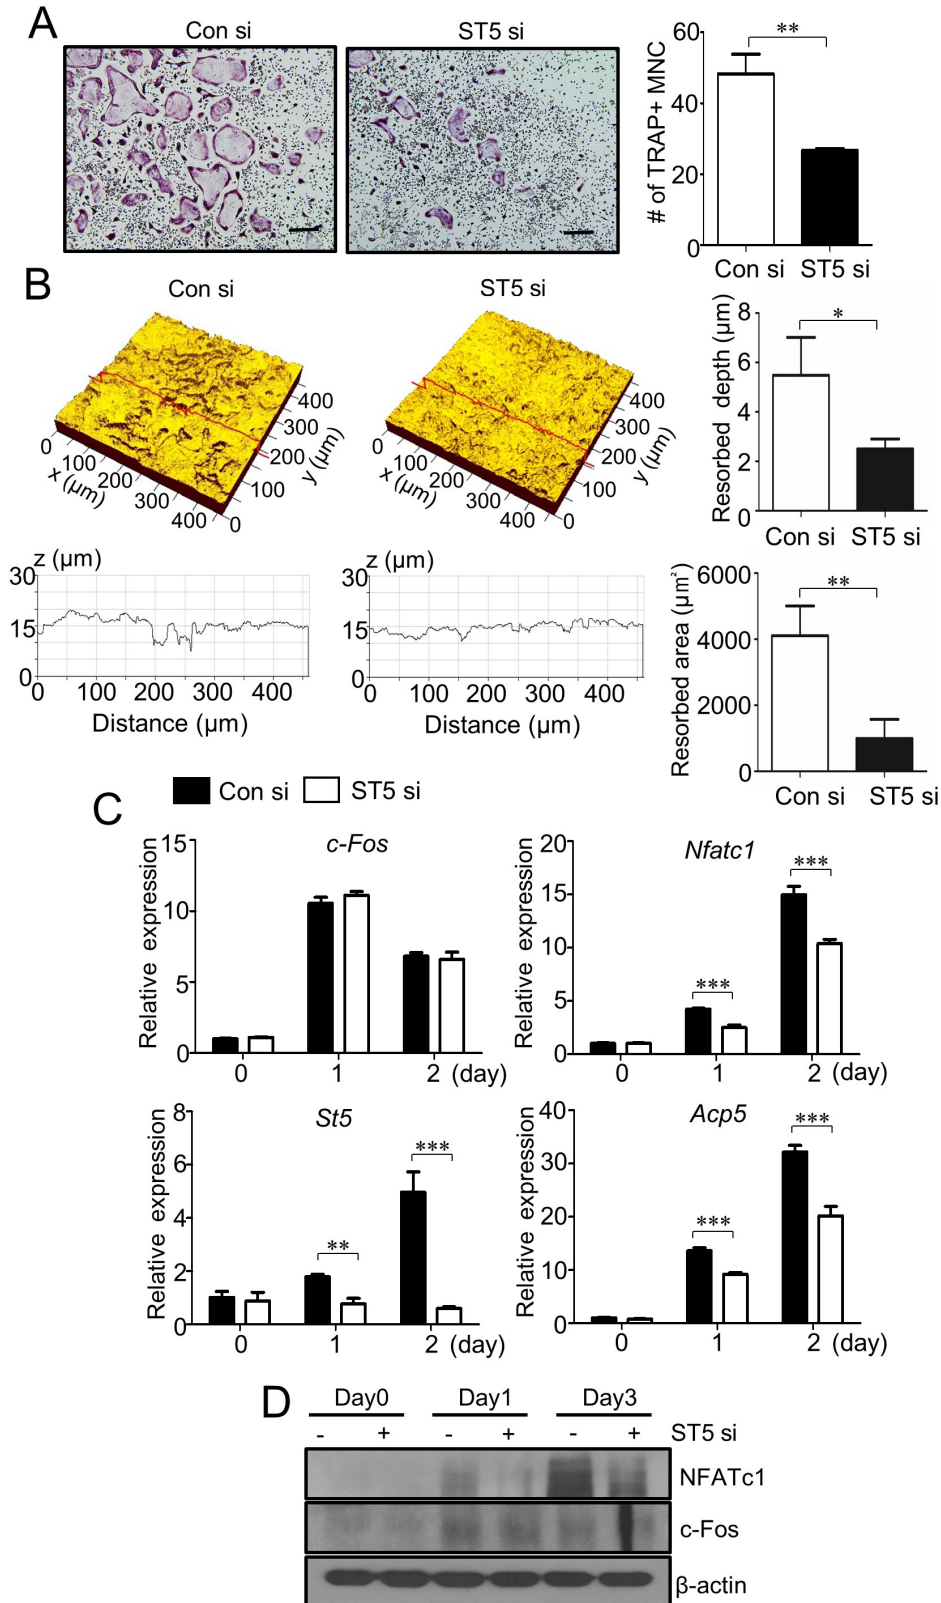 A
Con si
ST5 si
# of TRAP+ MNC
60
40
20
0
**
Con si
ST5 si
B
Con si
ST5 si
0
100
200
300
400
x (µm)
0
100
200
300
400
y (µm)
0
100
200
300
400
x (µm)
0
100
200
300
400
y (µm)
Resorbed depth (µm)
8
6
4
2
0
*
Con si
ST5 si
z (µm)
30
15
0
0
100
200
300
400
Distance (µm)
z (µm)
30
15
0
0
100
200
300
400
Distance (µm)
Resorbed area (µm²)
6000
4000
2000
0
**
Con si
ST5 si
C
Con si
ST5 si
c-Fos
Relative expression
15
10
5
0
0
1
2
(day)
Nfatc1
Relative expression
20
15
10
5
0
***
***
0
1
2
(day)
St5
Relative expression
8
6
4
2
0
**
***
0
1
2
(day)
Acp5
Relative expression
40
30
20
10
0
***
***
0
1
2
(day)
D
Day0
Day1
Day3
- + - + - + ST5 si
NFATc1
c-Fos
β-actin